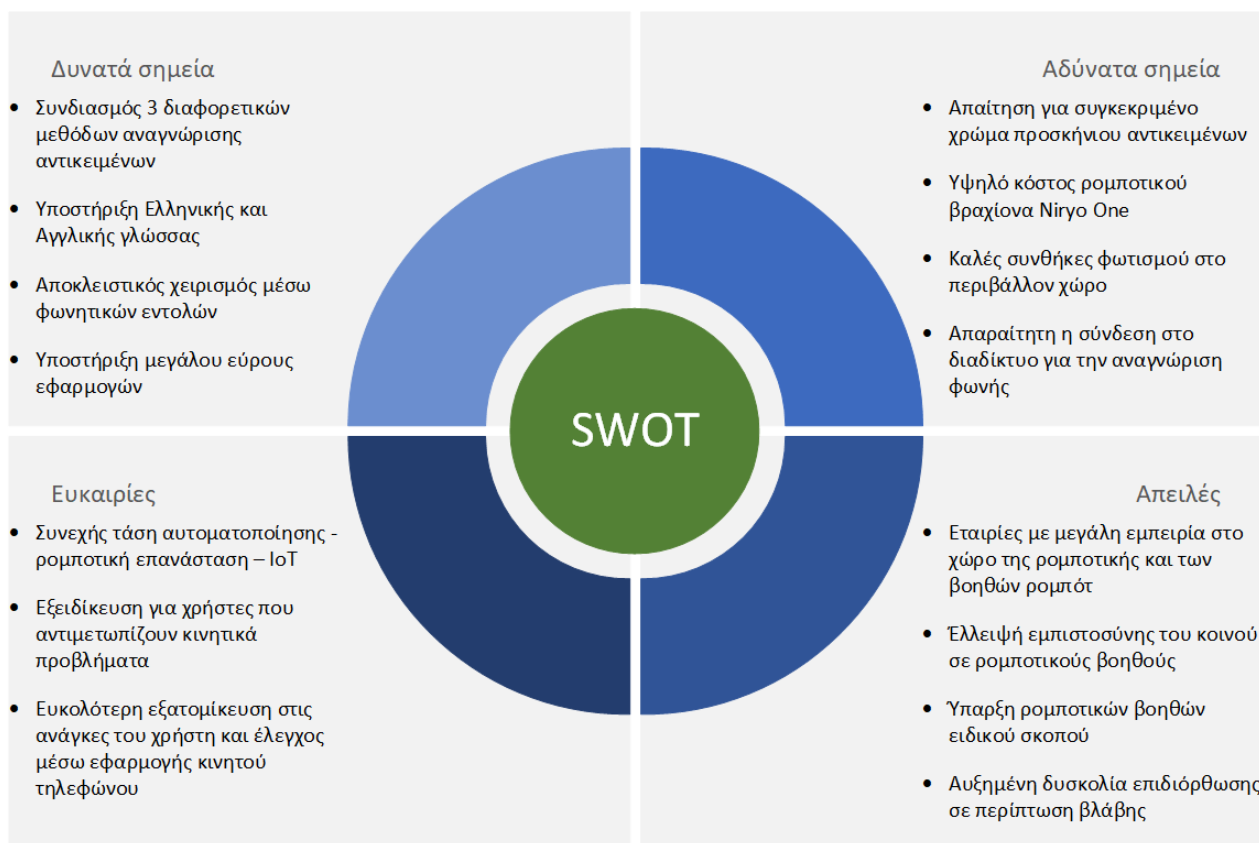 Δυνατά σημεία
• Συνδιασμός 3 διαφορετικών
μεθόδων αναγνώρισης
αντικειμένων
• Υποστήριξη Ελληνικής και
Αγγλικής γλώσσας
• Αποκλειστικός χειρισμός μέσω
φωνητικών εντολών
• Υποστήριξη μεγάλου εύρους
εφαρμογών
Αδύνατα σημεία
• Απαίτηση για συγκεκριμένο
χρώμα προσκήνιου αντικειμένων
• Υψηλό κόστος ρομποτικού
βραχίονα Niryo One
• Καλές συνθήκες φωτισμού στο
περιβάλλον χώρο
• Απαραίτητη η σύνδεση στο
διαδίκτυο για την αναγνώριση
φωνής
SWOT
Ευκαιρίες
• Συνεχής τάση αυτοματοποίησης -
ρομποτική επανάσταση – IoT
• Εξειδίκευση για χρήστες που
αντιμετωπίζουν κινητικά
προβλήματα
• Ευκολότερη εξατομίκευση στις
ανάγκες του χρήστη και έλεγχος
μέσω εφαρμογής κινητού
τηλεφώνου
Απειλές
• Εταιρίες με μεγάλη εμπειρία στο
χώρο της ρομποτικής και των
βοηθών ρομπότ
• Έλλειψή εμπιστοσύνης του κοινού
σε ρομποτικούς βοηθούς
• Ύπαρξη ρομποτικών βοηθών
ειδικού σκοπού
• Αυξημένη δυσκολία επιδιόρθωσης
σε περίπτωση βλάβης